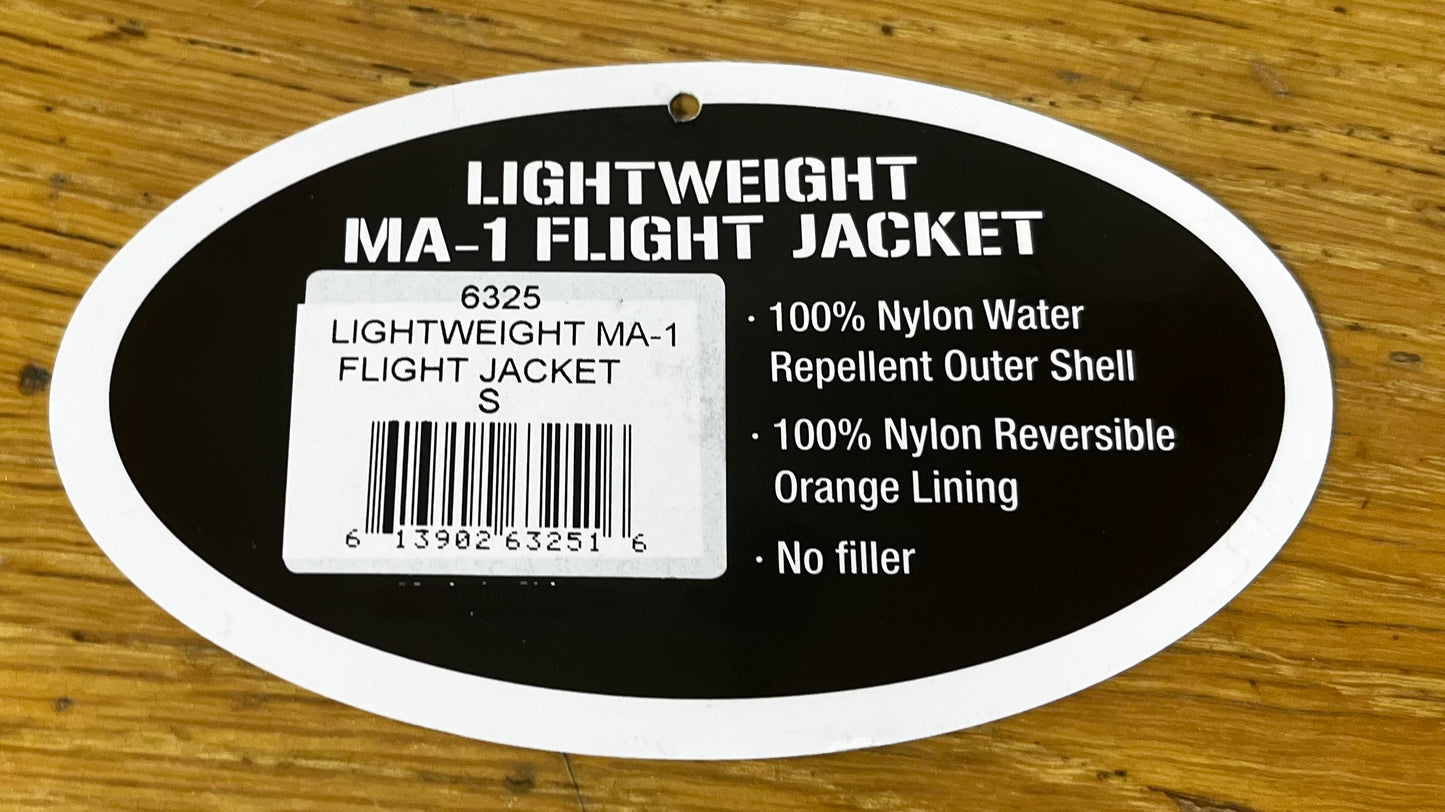 LIGHTWEIGHT
MA-1 FLIGHT JACKET
6325
LIGHTWEIGHT MA-1
FLIGHT JACKET
S
6 13902 63251 6
· 100% Nylon Water
Repellent Outer Shell
· 100% Nylon Reversible
Orange Lining
· No filler